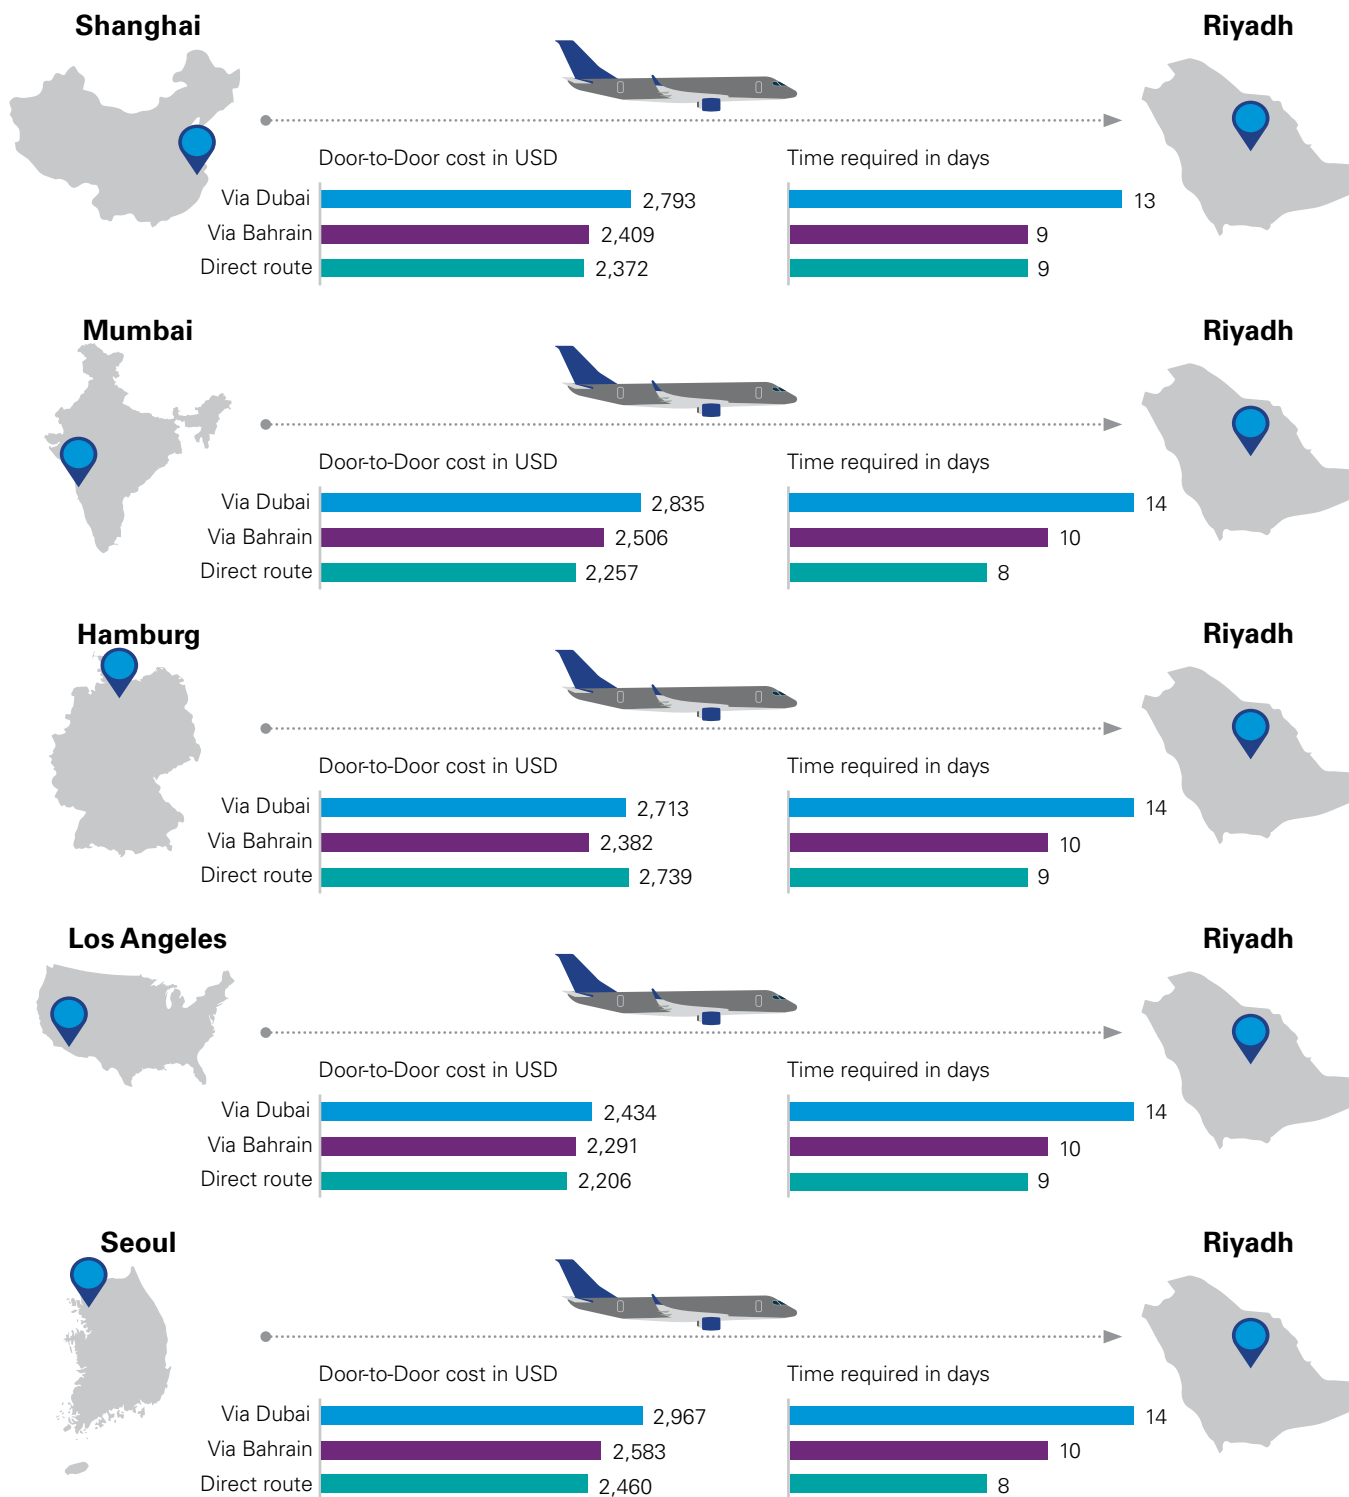 Shanghai
Riyadh
Door-to-Door cost in USD
Time required in days
Via Dubai
2,793
13
Via Bahrain
2,409
9
Direct route
2,372
9
Mumbai
Riyadh
Door-to-Door cost in USD
Time required in days
Via Dubai
2,835
14
Via Bahrain
2,506
10
Direct route
2,257
8
Hamburg
Riyadh
Door-to-Door cost in USD
Time required in days
Via Dubai
2,713
14
Via Bahrain
2,382
10
Direct route
2,739
9
Los Angeles
Riyadh
Door-to-Door cost in USD
Time required in days
Via Dubai
2,434
14
Via Bahrain
2,291
10
Direct route
2,206
9
Seoul
Riyadh
Door-to-Door cost in USD
Time required in days
Via Dubai
2,967
14
Via Bahrain
2,583
10
Direct route
2,460
8